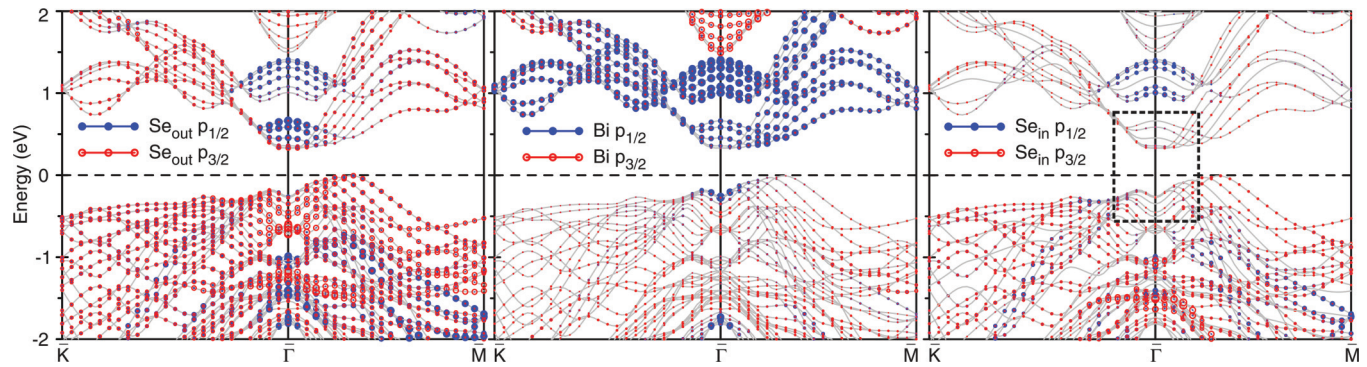 Energy (eV)
2
1
0
-1
-2
Se_out p_1/2
Se_out p_3/2
K̄
Γ̄
M̄
Bi p_1/2
Bi p_3/2
K̄
Γ̄
M̄
Se_in p_1/2
Se_in p_3/2
K̄
Γ̄
M̄